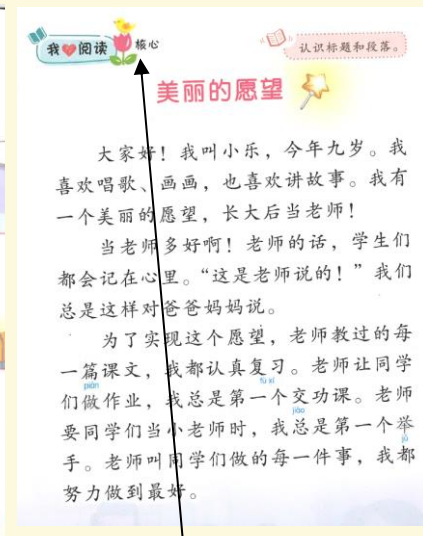 我阅读
核心
认识标题和段落。
美丽的愿望
大家好！我叫小乐，今年九岁。我
喜欢唱歌、画画，也喜欢讲故事。我有
一个美丽的愿望，长大后当老师！
当老师多好啊！老师的话，学生们
都会记在心里。“这是老师说的！”我们
总是这样对爸爸妈妈说。
为了实现这个愿望，老师教过的每
一篇课文，我都认真复习。老师让同学
piān
fù xí
们做作业，我总是第一个交功课。老师
jiāo
要同学们当小老师时，我总是第一个举
jǔ
手。老师叫同学们做的每一件事，我都
努力做到最好。